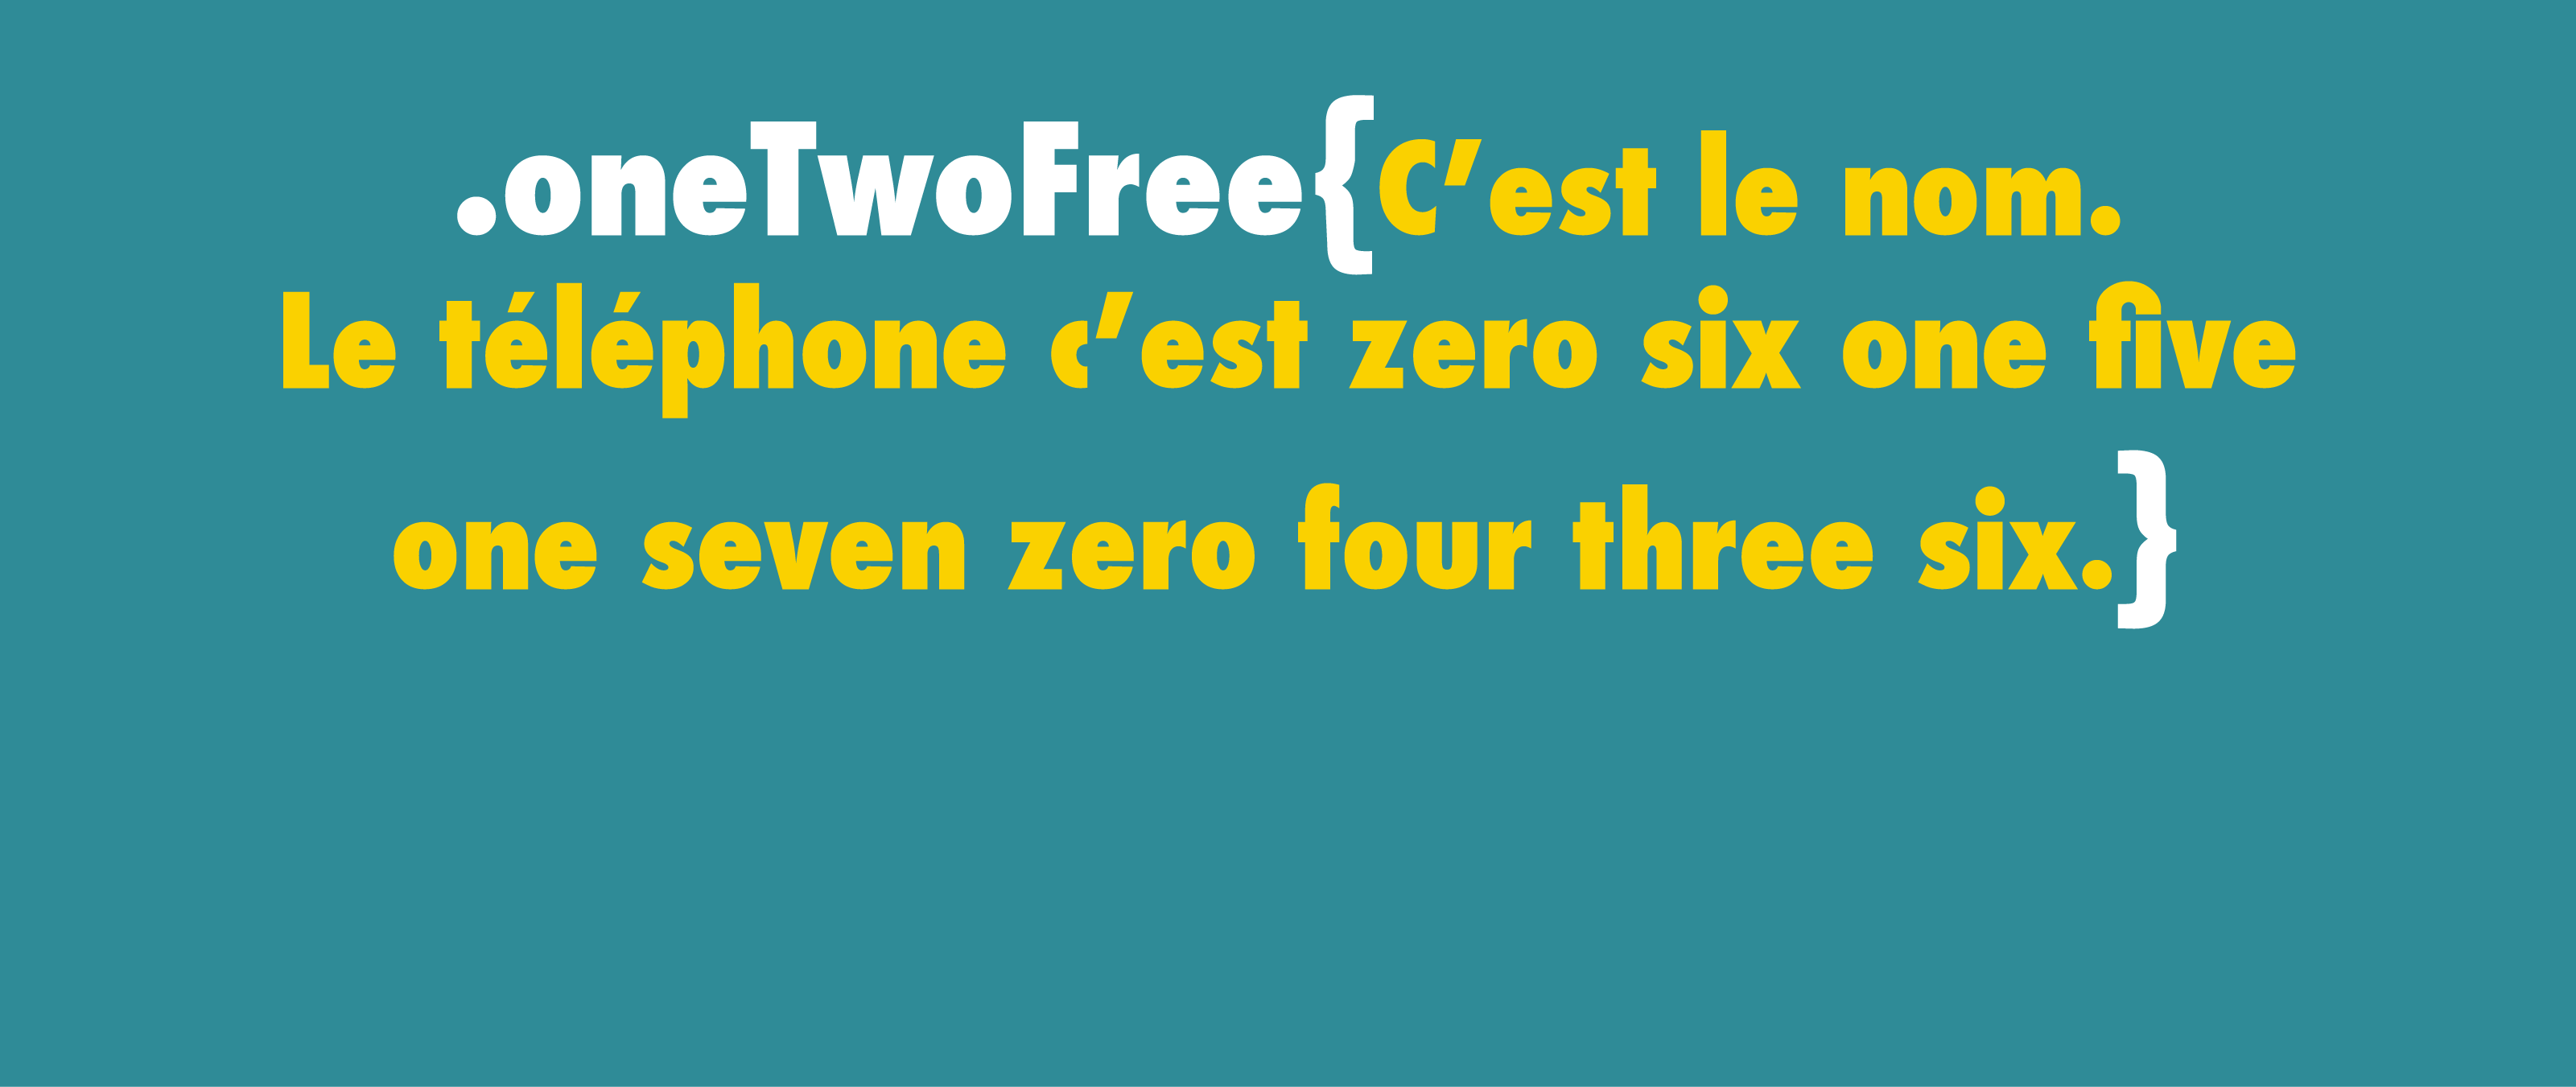 .oneTwoFree{C’est le nom.
Le téléphone c’est zero six one five
one seven zero four three six.}